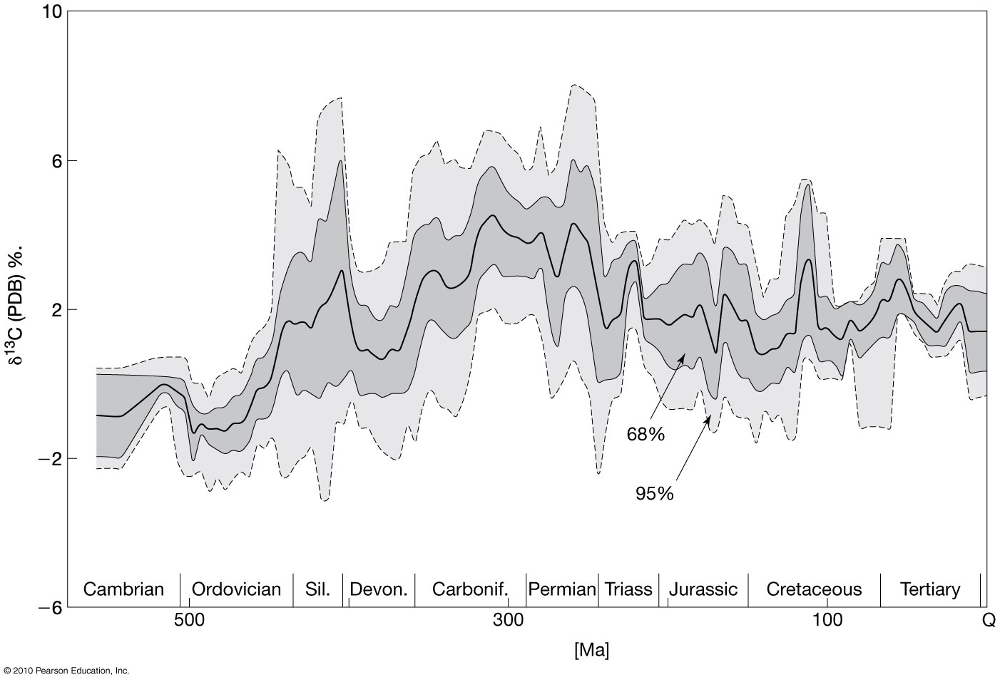 10
6
2
−2
−6
δ¹³C (PDB) %.
68%
95%
Cambrian
Ordovician
Sil.
Devon.
Carbonif.
Permian
Triass
Jurassic
Cretaceous
Tertiary
500
300
100
Q
[Ma]
© 2010 Pearson Education, Inc.